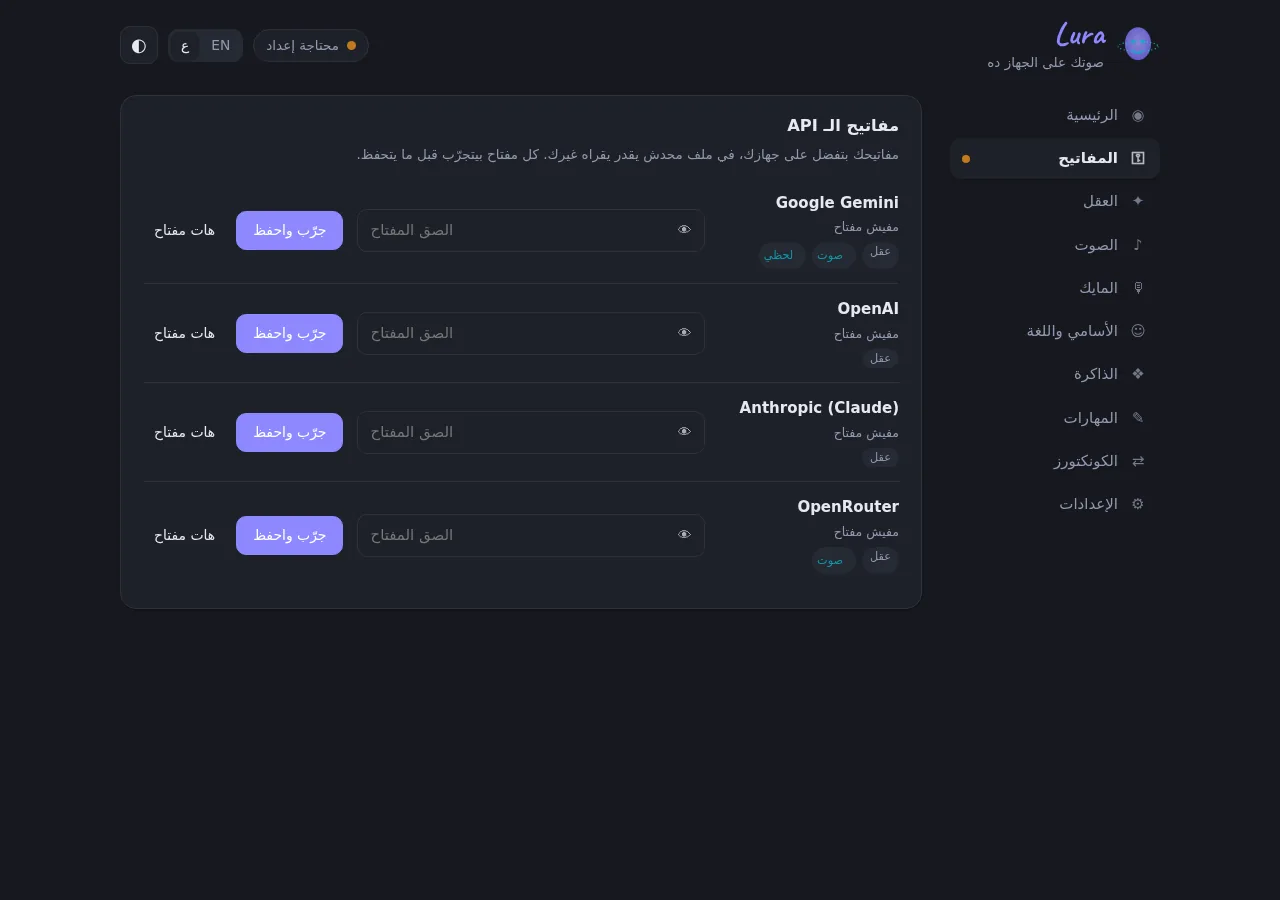 Lura
صوتك على الجهاز ده
محتاجة إعداد
EN
ع
الرئيسية
المفاتيح
العقل
الصوت
المايك
الأسامي واللغة
الذاكرة
المهارات
الكونكتورز
الإعدادات
مفاتيح الـ API
مفاتيحك بتفضل على جهازك، في ملف محدش يقدر يقراه غيرك. كل مفتاح بيتجرّب قبل ما يتحفظ.
Google Gemini
مفيش مفتاح
عقل صوت لحظي
الصق المفتاح
جرّب واحفظ
هات مفتاح
OpenAI
مفيش مفتاح
عقل
الصق المفتاح
جرّب واحفظ
هات مفتاح
Anthropic (Claude)
مفيش مفتاح
عقل
الصق المفتاح
جرّب واحفظ
هات مفتاح
OpenRouter
مفيش مفتاح
عقل صوت
الصق المفتاح
جرّب واحفظ
هات مفتاح